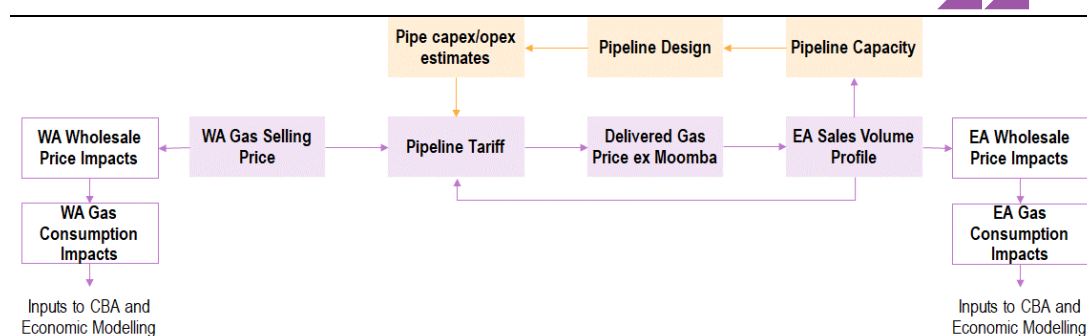 Pipe capex/opex
estimates
Pipeline Design
Pipeline Capacity
WA Wholesale
Price Impacts
WA Gas Selling
Price
Pipeline Tariff
Delivered Gas
Price ex Moomba
EA Sales Volume
Profile
EA Wholesale
Price Impacts
WA Gas
Consumption
Impacts
EA Gas
Consumption
Impacts
Inputs to CBA and
Economic Modelling
Inputs to CBA and
Economic Modelling